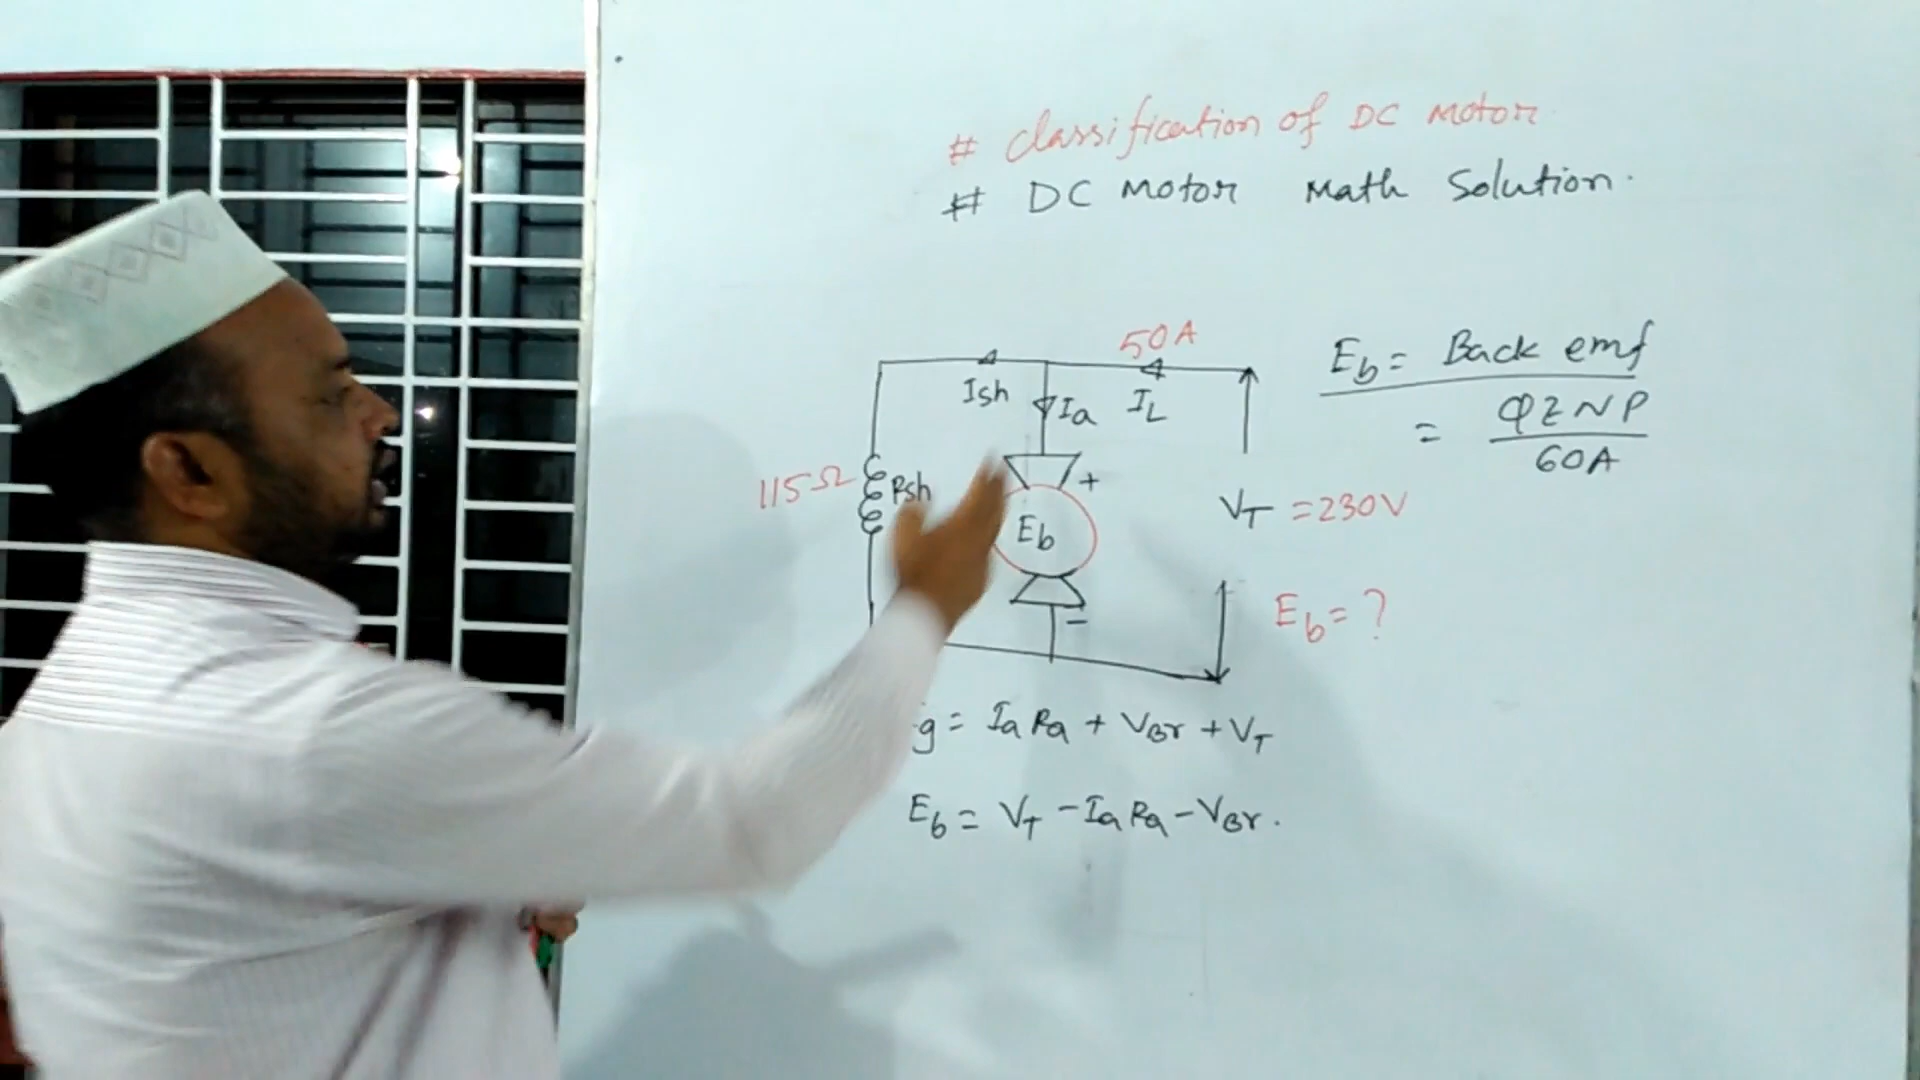 # Classification of DC Motor
# DC Motor Math Solution.
50A
Ish
Ia
IL
115Ω
Rsh
+
Eb
-
VT = 230V
Eb = ?
Eb = Back emf
= φZNP
60A
g = IaRa + VBr + VT
Eb = VT - IaRa - VBr.